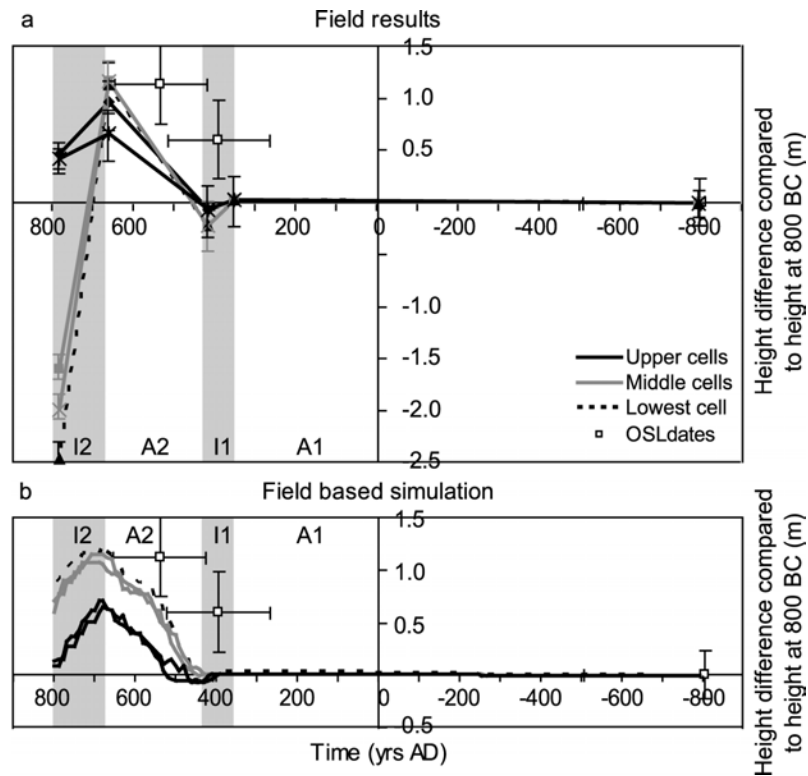 a
Field results
1.5
1.0
0.5
800 600 200 0 -200 -400 -600 -800
-1.0
-1.5
-2.0
-2.5
Upper cells
Middle cells
Lowest cell
OSLdates
I2 A2 I1 A1
Height difference compared
to height at 800 BC (m)
b
Field based simulation
I2 A2 I1 A1
1.5
1.0
0.5
800 600 400 200 0 -200 -400 -600 -800
-0.5
Time (yrs AD)
Height difference compared
to height at 800 BC (m)